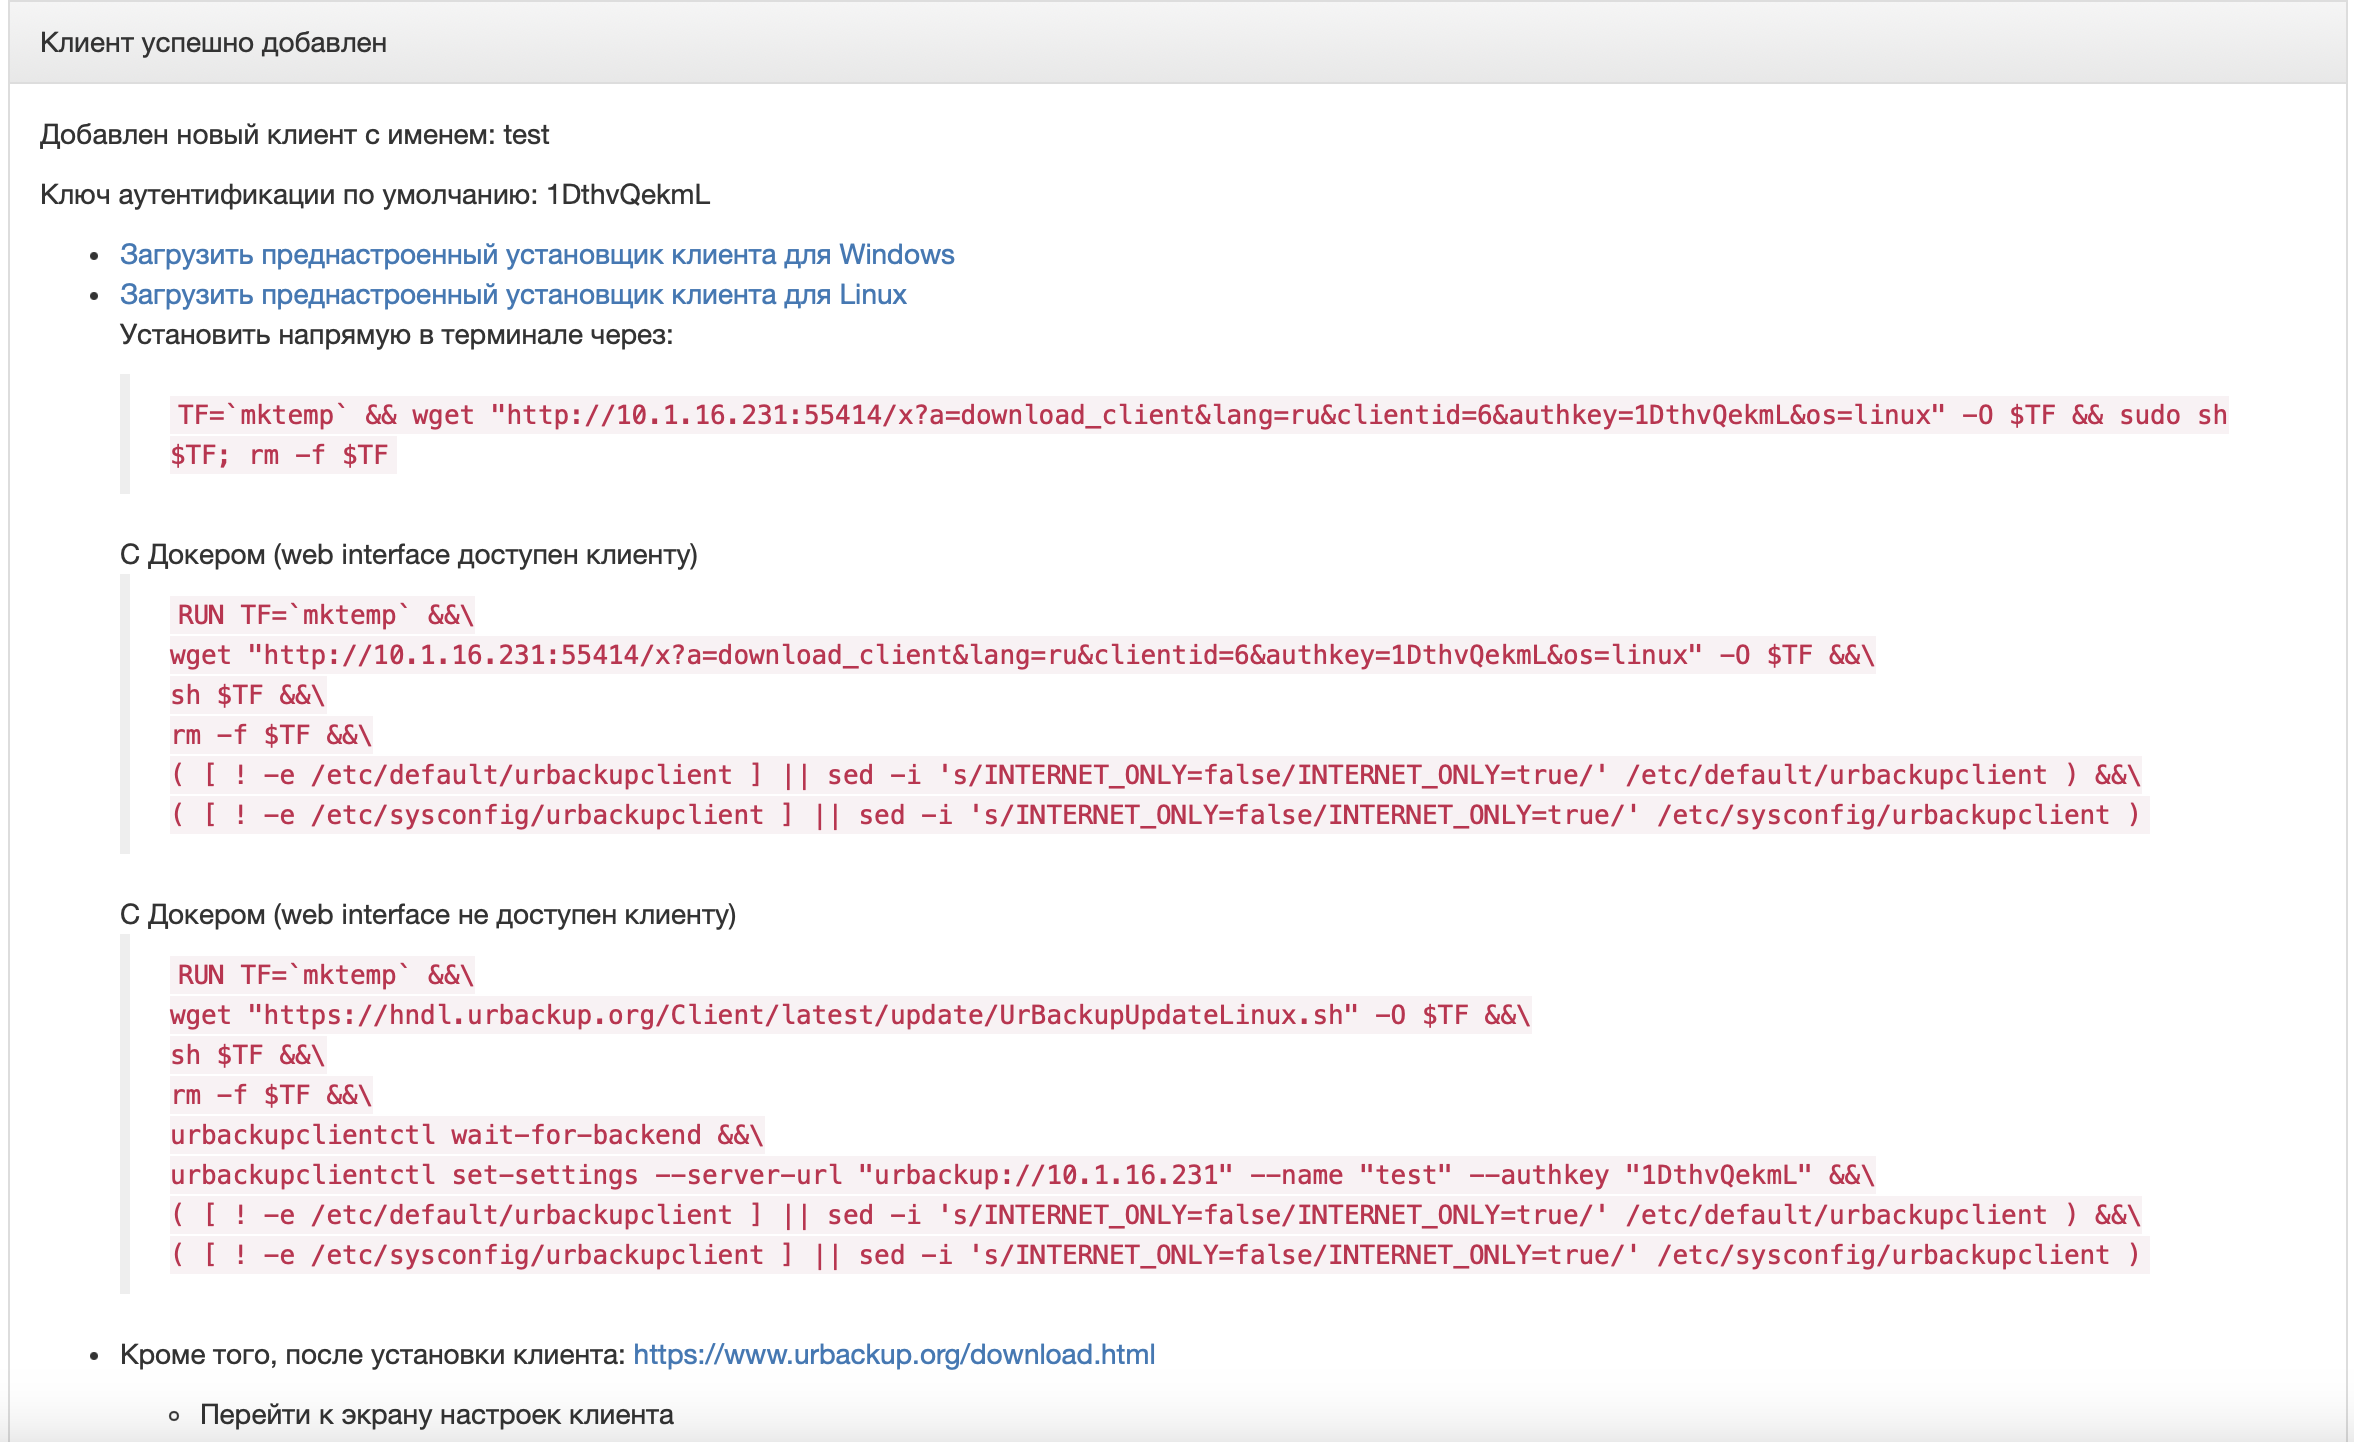 Клиент успешно добавлен
Добавлен новый клиент с именем: test
Ключ аутентификации по умолчанию: 1DthvQekmL
Загрузить преднастроенный установщик клиента для Windows
Загрузить преднастроенный установщик клиента для Linux
Установить напрямую в терминале через:
TF=`mktemp` && wget "http://10.1.16.231:55414/x?a=download_client&lang=ru&clientid=6&authkey=1DthvQekmL&os=linux" -O $TF && sudo sh
$TF; rm -f $TF
С Докером (web interface доступен клиенту)
RUN TF=`mktemp` &&\
wget "http://10.1.16.231:55414/x?a=download_client&lang=ru&clientid=6&authkey=1DthvQekmL&os=linux" -O $TF &&\
sh $TF &&\
rm -f $TF &&\
( [ ! -e /etc/default/urbackupclient ] || sed -i 's/INTERNET_ONLY=false/INTERNET_ONLY=true/' /etc/default/urbackupclient ) &&\
( [ ! -e /etc/sysconfig/urbackupclient ] || sed -i 's/INTERNET_ONLY=false/INTERNET_ONLY=true/' /etc/sysconfig/urbackupclient )
С Докером (web interface не доступен клиенту)
RUN TF=`mktemp` &&\
wget "https://hndl.urbackup.org/Client/latest/update/UrBackupUpdateLinux.sh" -O $TF &&\
sh $TF &&\
rm -f $TF &&\
urbackupclientctl wait-for-backend &&\
urbackupclientctl set-settings --server-url "urbackup://10.1.16.231" --name "test" --authkey "1DthvQekmL" &&\
( [ ! -e /etc/default/urbackupclient ] || sed -i 's/INTERNET_ONLY=false/INTERNET_ONLY=true/' /etc/default/urbackupclient ) &&\
( [ ! -e /etc/sysconfig/urbackupclient ] || sed -i 's/INTERNET_ONLY=false/INTERNET_ONLY=true/' /etc/sysconfig/urbackupclient )
Кроме того, после установки клиента: https://www.urbackup.org/download.html
Перейти к экрану настроек клиента